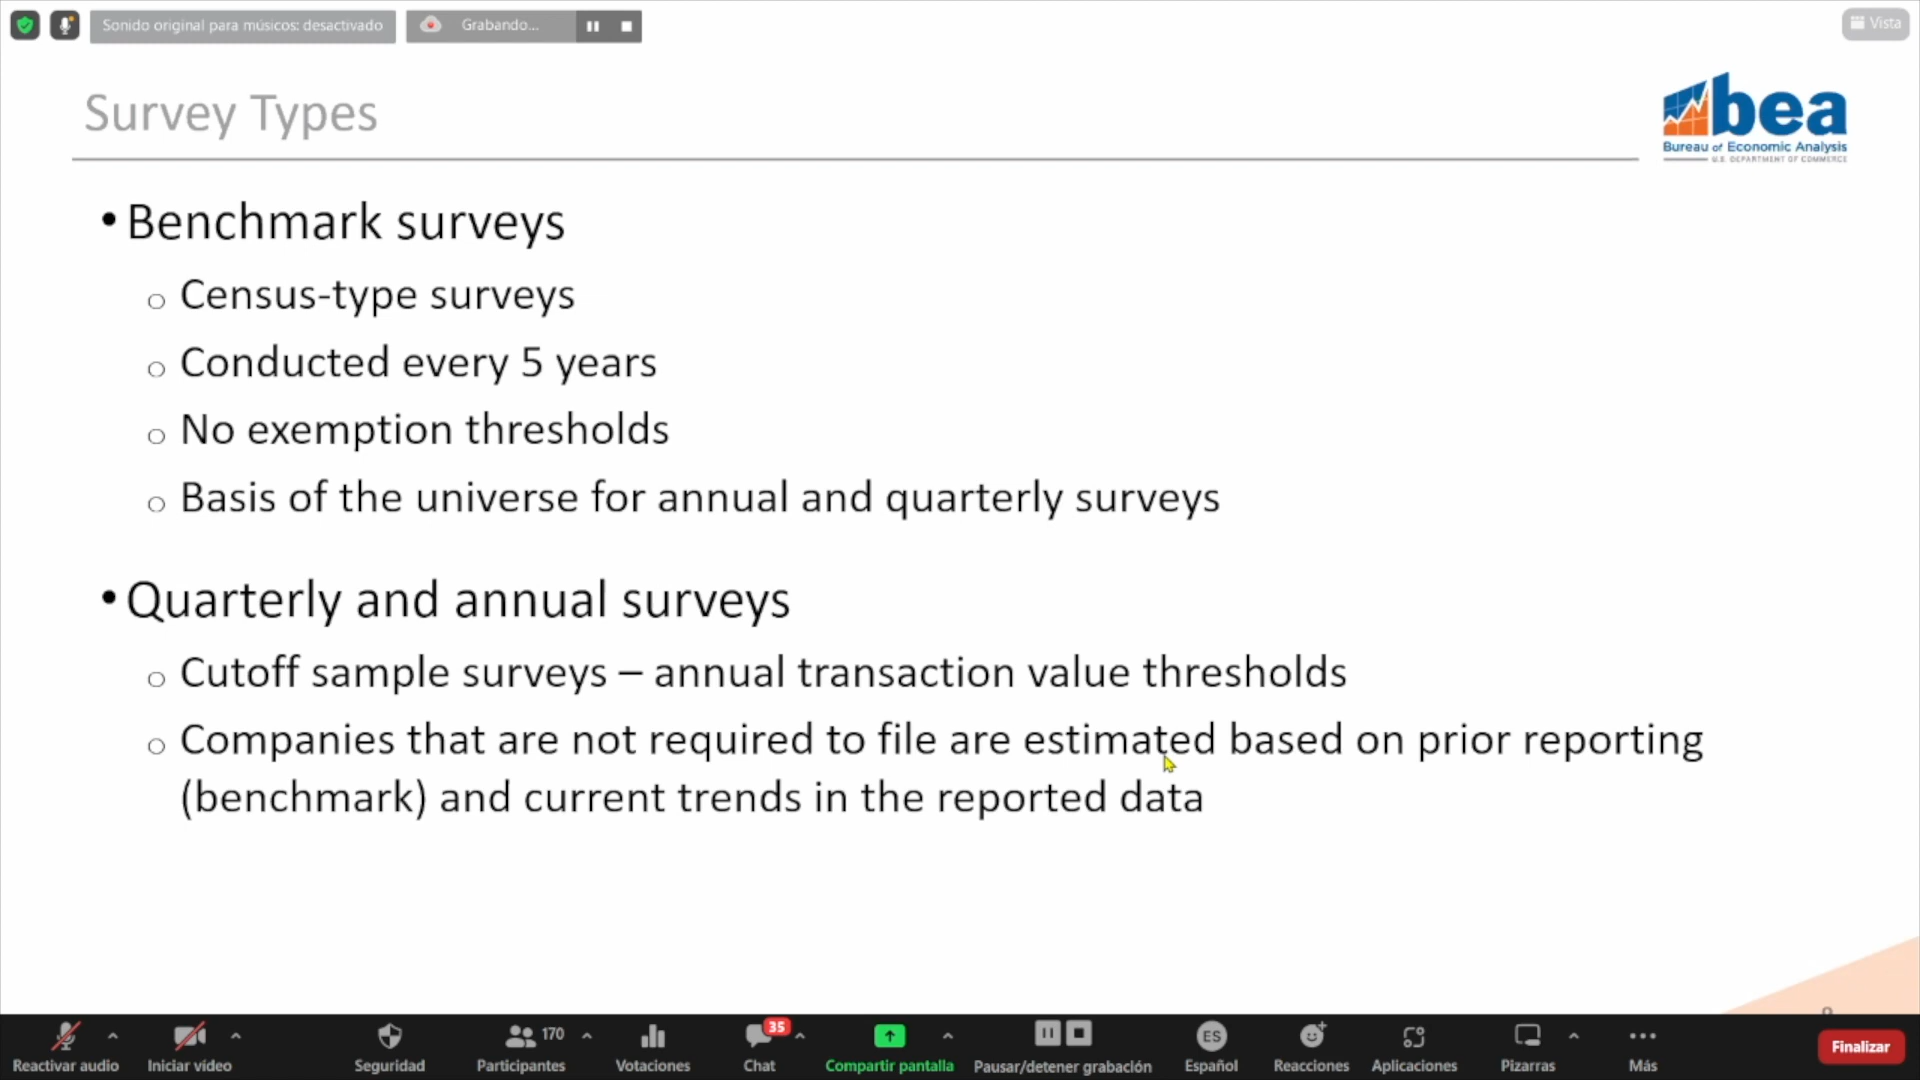 Sonido original para músicos: desactivado
Grabando...
Vista
Survey Types
bea
Bureau of Economic Analysis
U.S. DEPARTMENT OF COMMERCE
• Benchmark surveys
o Census-type surveys
o Conducted every 5 years
o No exemption thresholds
o Basis of the universe for annual and quarterly surveys
• Quarterly and annual surveys
o Cutoff sample surveys – annual transaction value thresholds
o Companies that are not required to file are estimated based on prior reporting
(benchmark) and current trends in the reported data
170
35
ES
Reactivar audio
Iniciar vídeo
Seguridad
Participantes
Votaciones
Chat
Compartir pantalla
Pausar/detener grabación
Español
Reacciones
Aplicaciones
Pizarras
Más
Finalizar